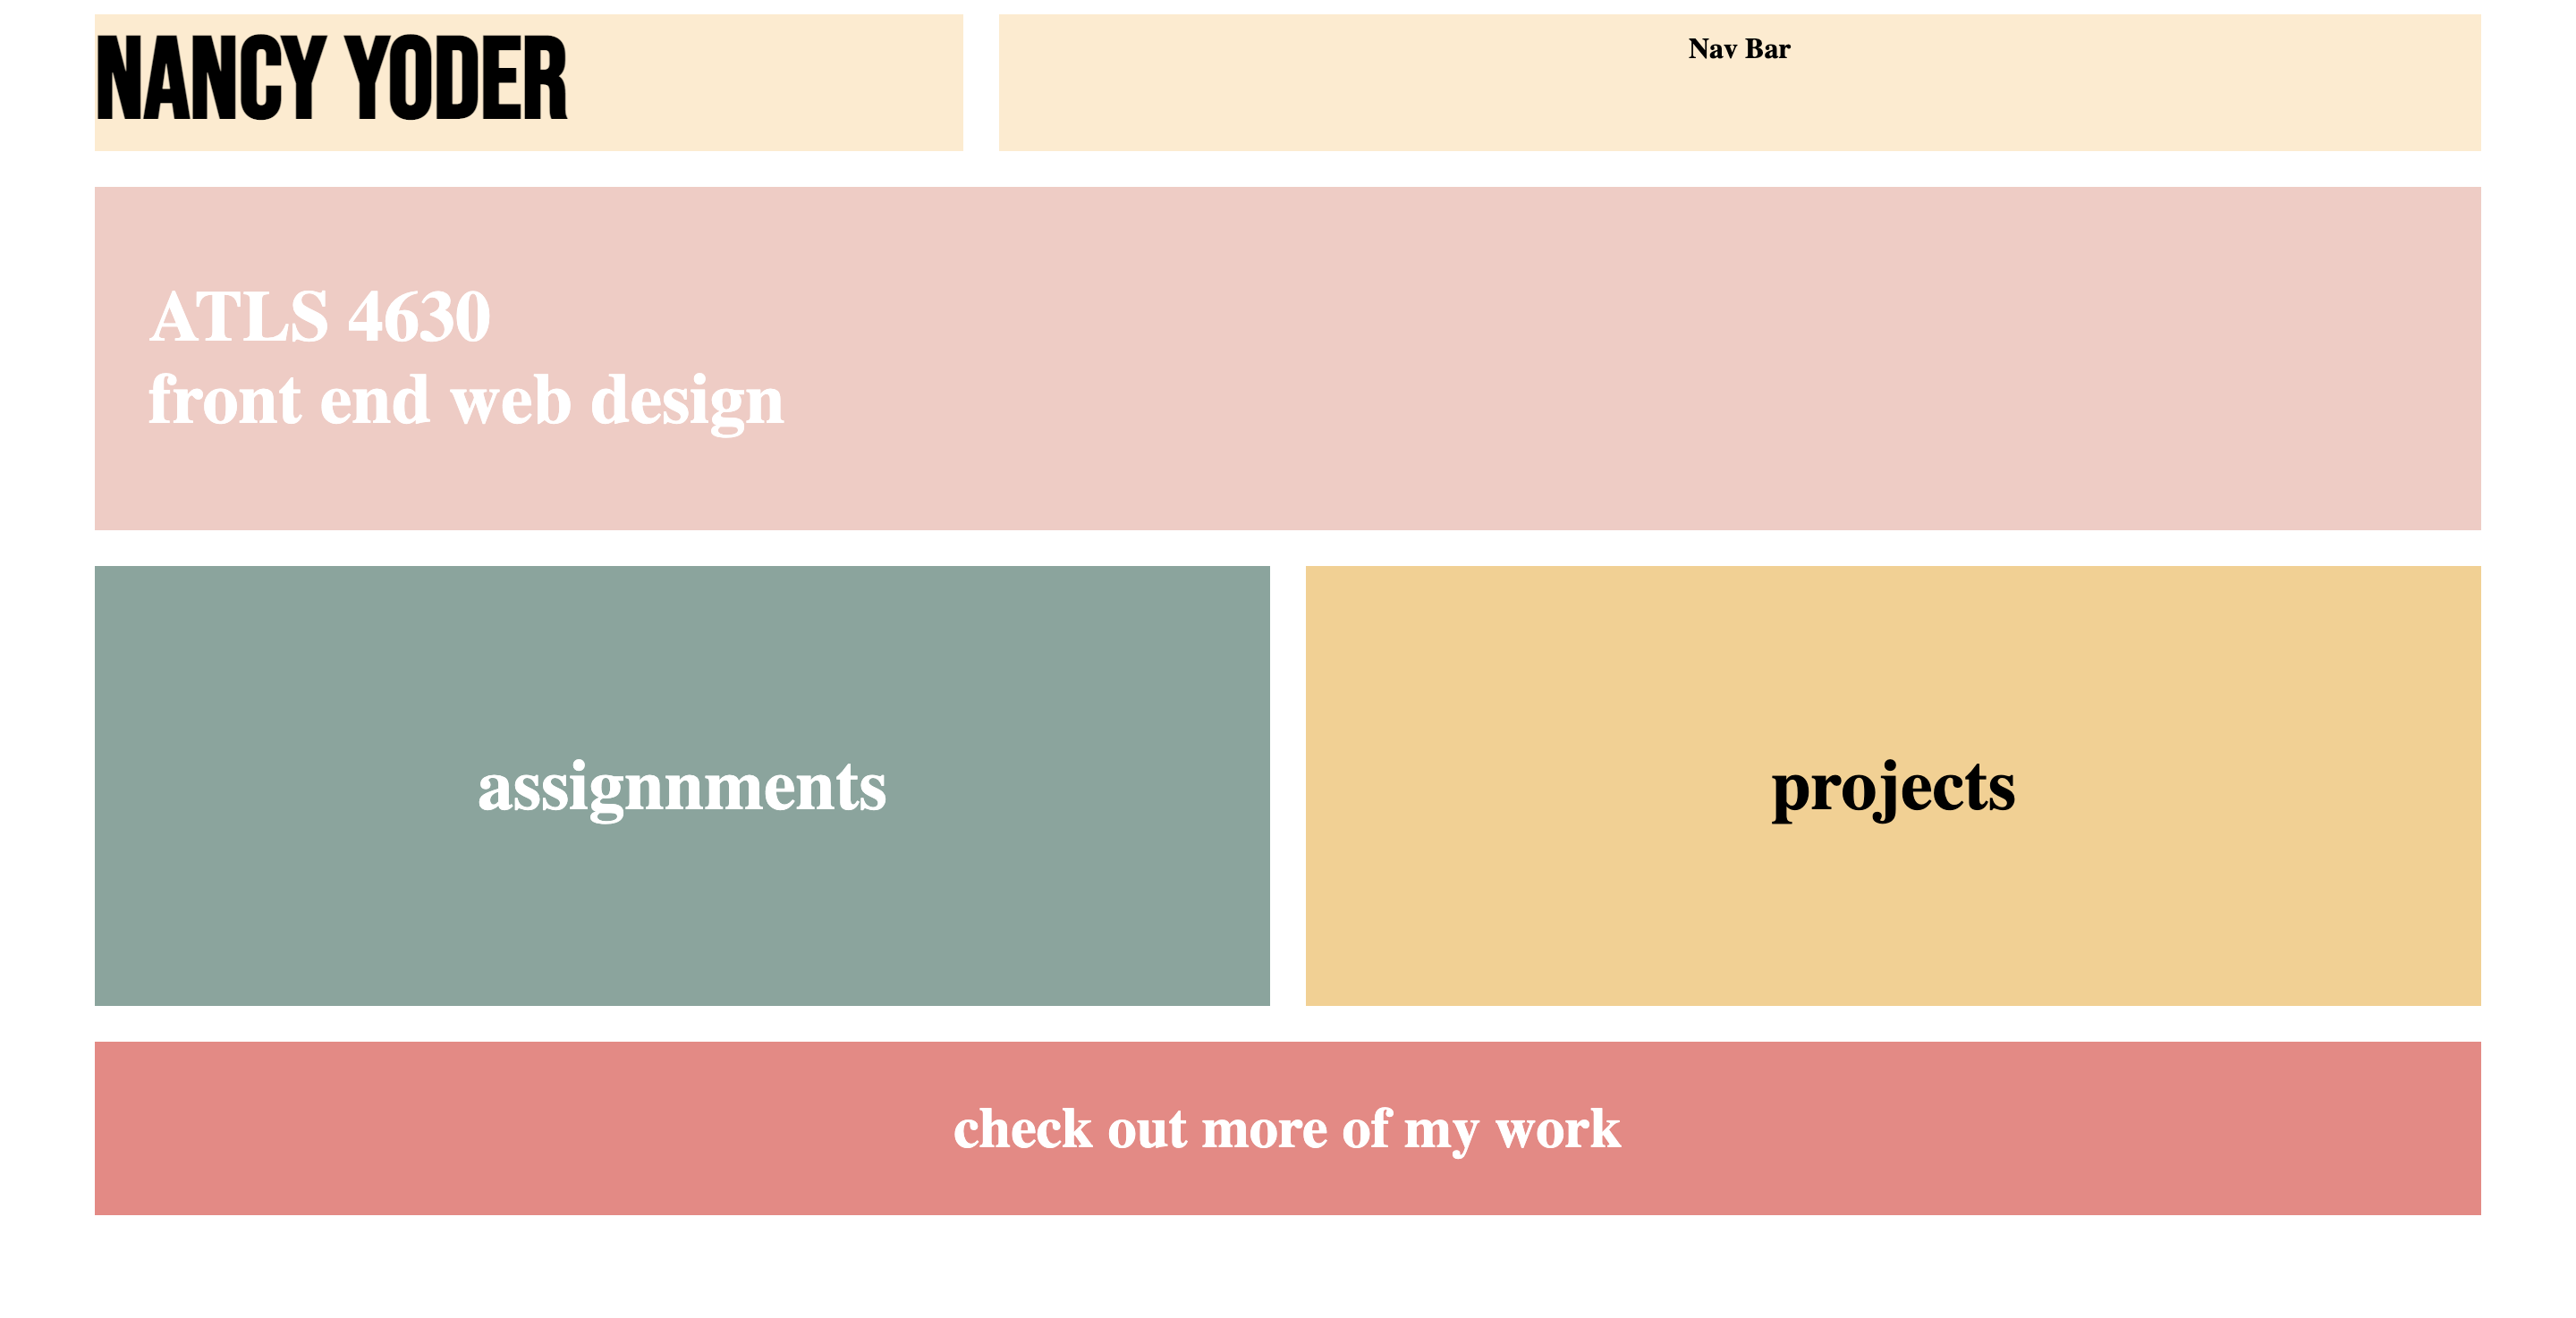 NANCY YODER
Nav Bar
ATLS 4630
front end web design
assignnments
projects
check out more of my work